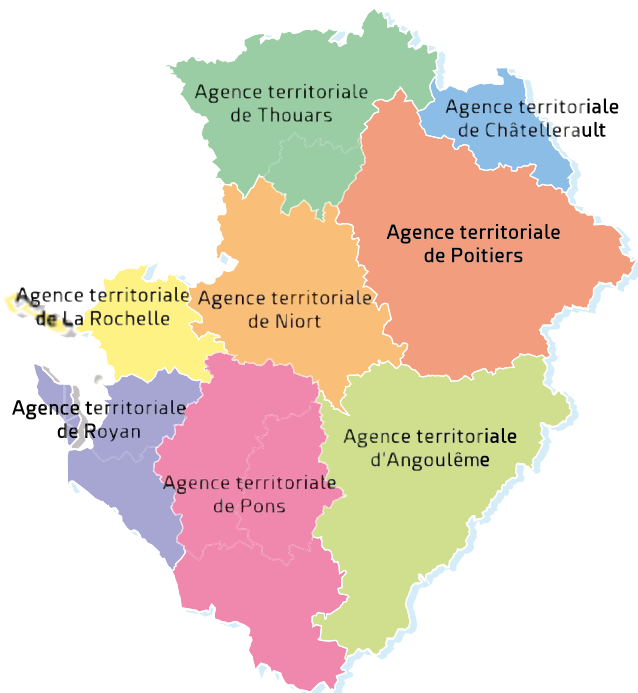 Agence territoriale
de Thouars
Agence territoriale
de Châtellerault
Agence territoriale
de Poitiers
Agence territoriale
de La Rochelle
Agence territoriale
de Niort
Agence territoriale
de Royan
Agence territoriale
d'Angoulême
Agence territoriale
de Pons